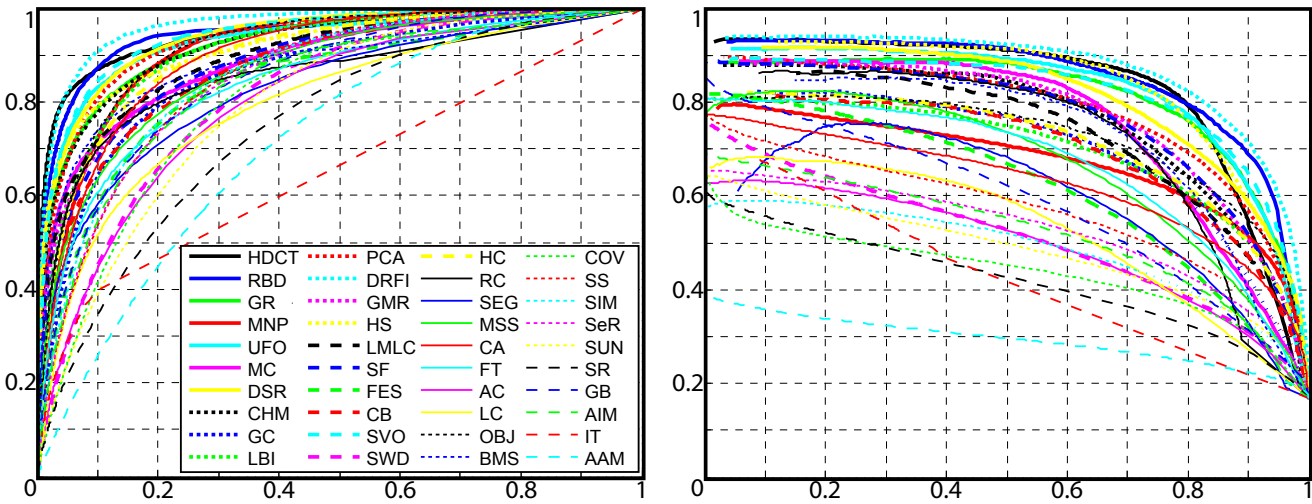 1
0.8
0.6
0.4
0.2
0
0.2
0.4
0.6
0.8
1
HDCT PCA HC COV
RBD DRFI RC SS
GR GMR SEG SIM
MNP HS MSS SeR
UFO LMLC CA SUN
MC SF FT SR
DSR FES AC GB
CHM CB LC AIM
GC SVO OBJ IT
LBI SWD BMS AAM
1
0.8
0.6
0.4
0.2
0
0.2
0.4
0.6
0.8
1